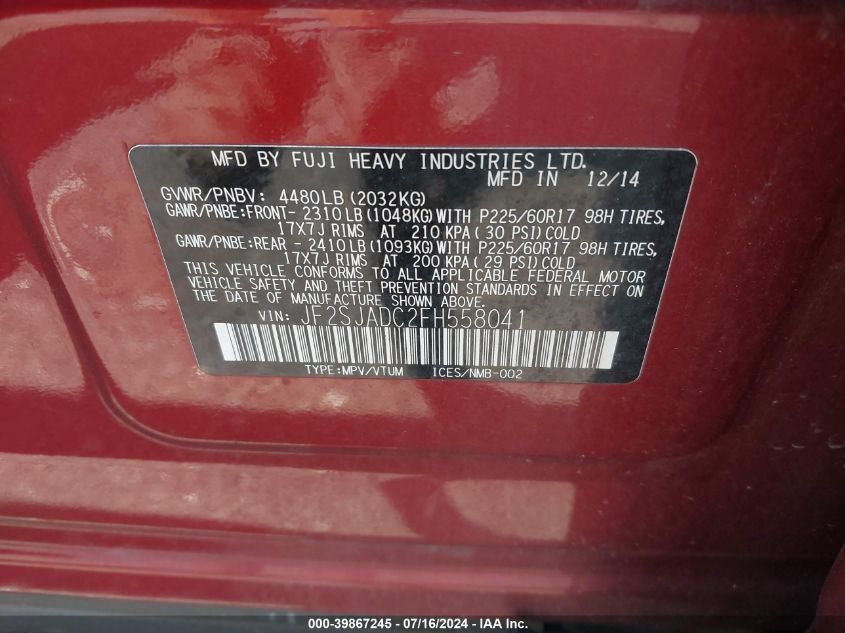 MFD BY FUJI HEAVY INDUSTRIES LTD.
MFD IN 12/14
GVWR/PNBV: 4480LB(2032KG)
GAWR/PNBE:FRONT- 2310LB(1048KG)WITH P225/60R17 98H TIRES,
17X7J RIMS AT 210 KPA(30 PSI)COLD
GAWR/PNBE:REAR - 2410LB(1093KG)WITH P225/60R17 98H TIRES,
17X7J RIMS AT 200 KPA(29 PSI)COLD
THIS VEHICLE CONFORMS TO ALL APPLICABLE FEDERAL MOTOR
VEHICLE SAFETY AND THEFT PREVENTION STANDARDS IN EFFECT ON
THE DATE OF MANUFACTURE SHOWN ABOVE.
VIN: JF2SJADC2FH558041
TYPE:MPV/VTUM ICES/NMB-002
000-39867245 - 07/16/2024 - IAA Inc.